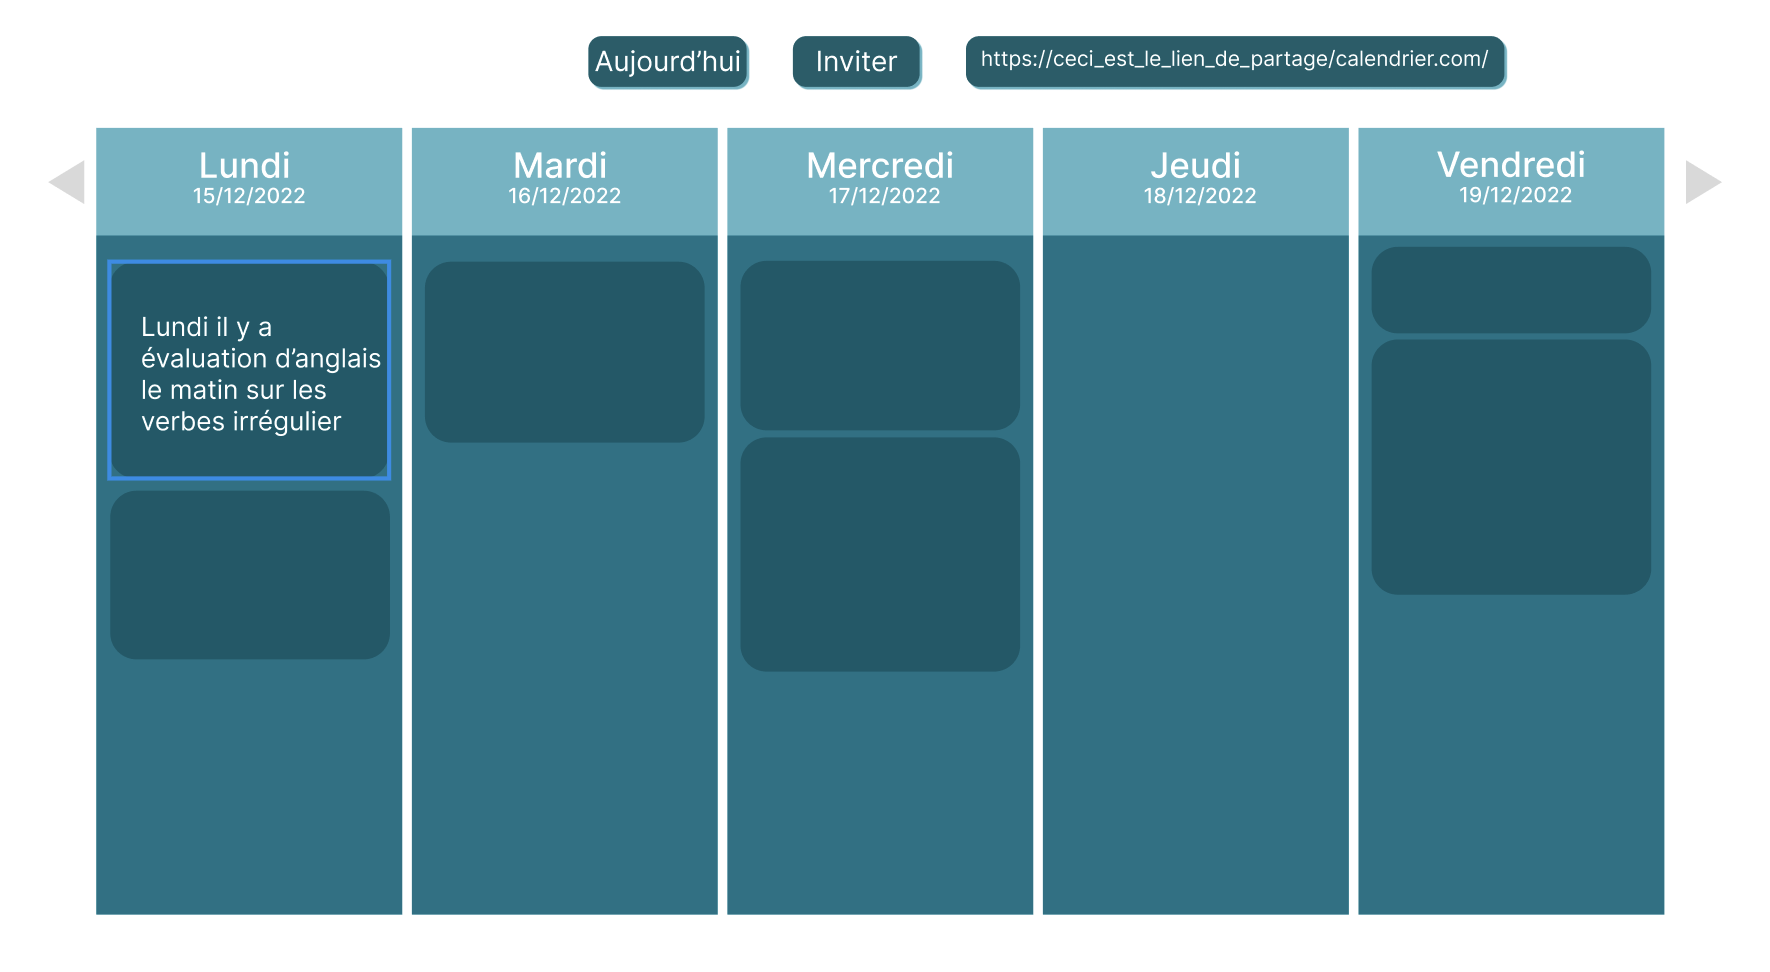 Aujourd’hui
Inviter
https://ceci_est_le_lien_de_partage/calendrier.com/
Lundi
15/12/2022
Mardi
16/12/2022
Mercredi
17/12/2022
Jeudi
18/12/2022
Vendredi
19/12/2022
Lundi il y a
évaluation d’anglais
le matin sur les
verbes irrégulier